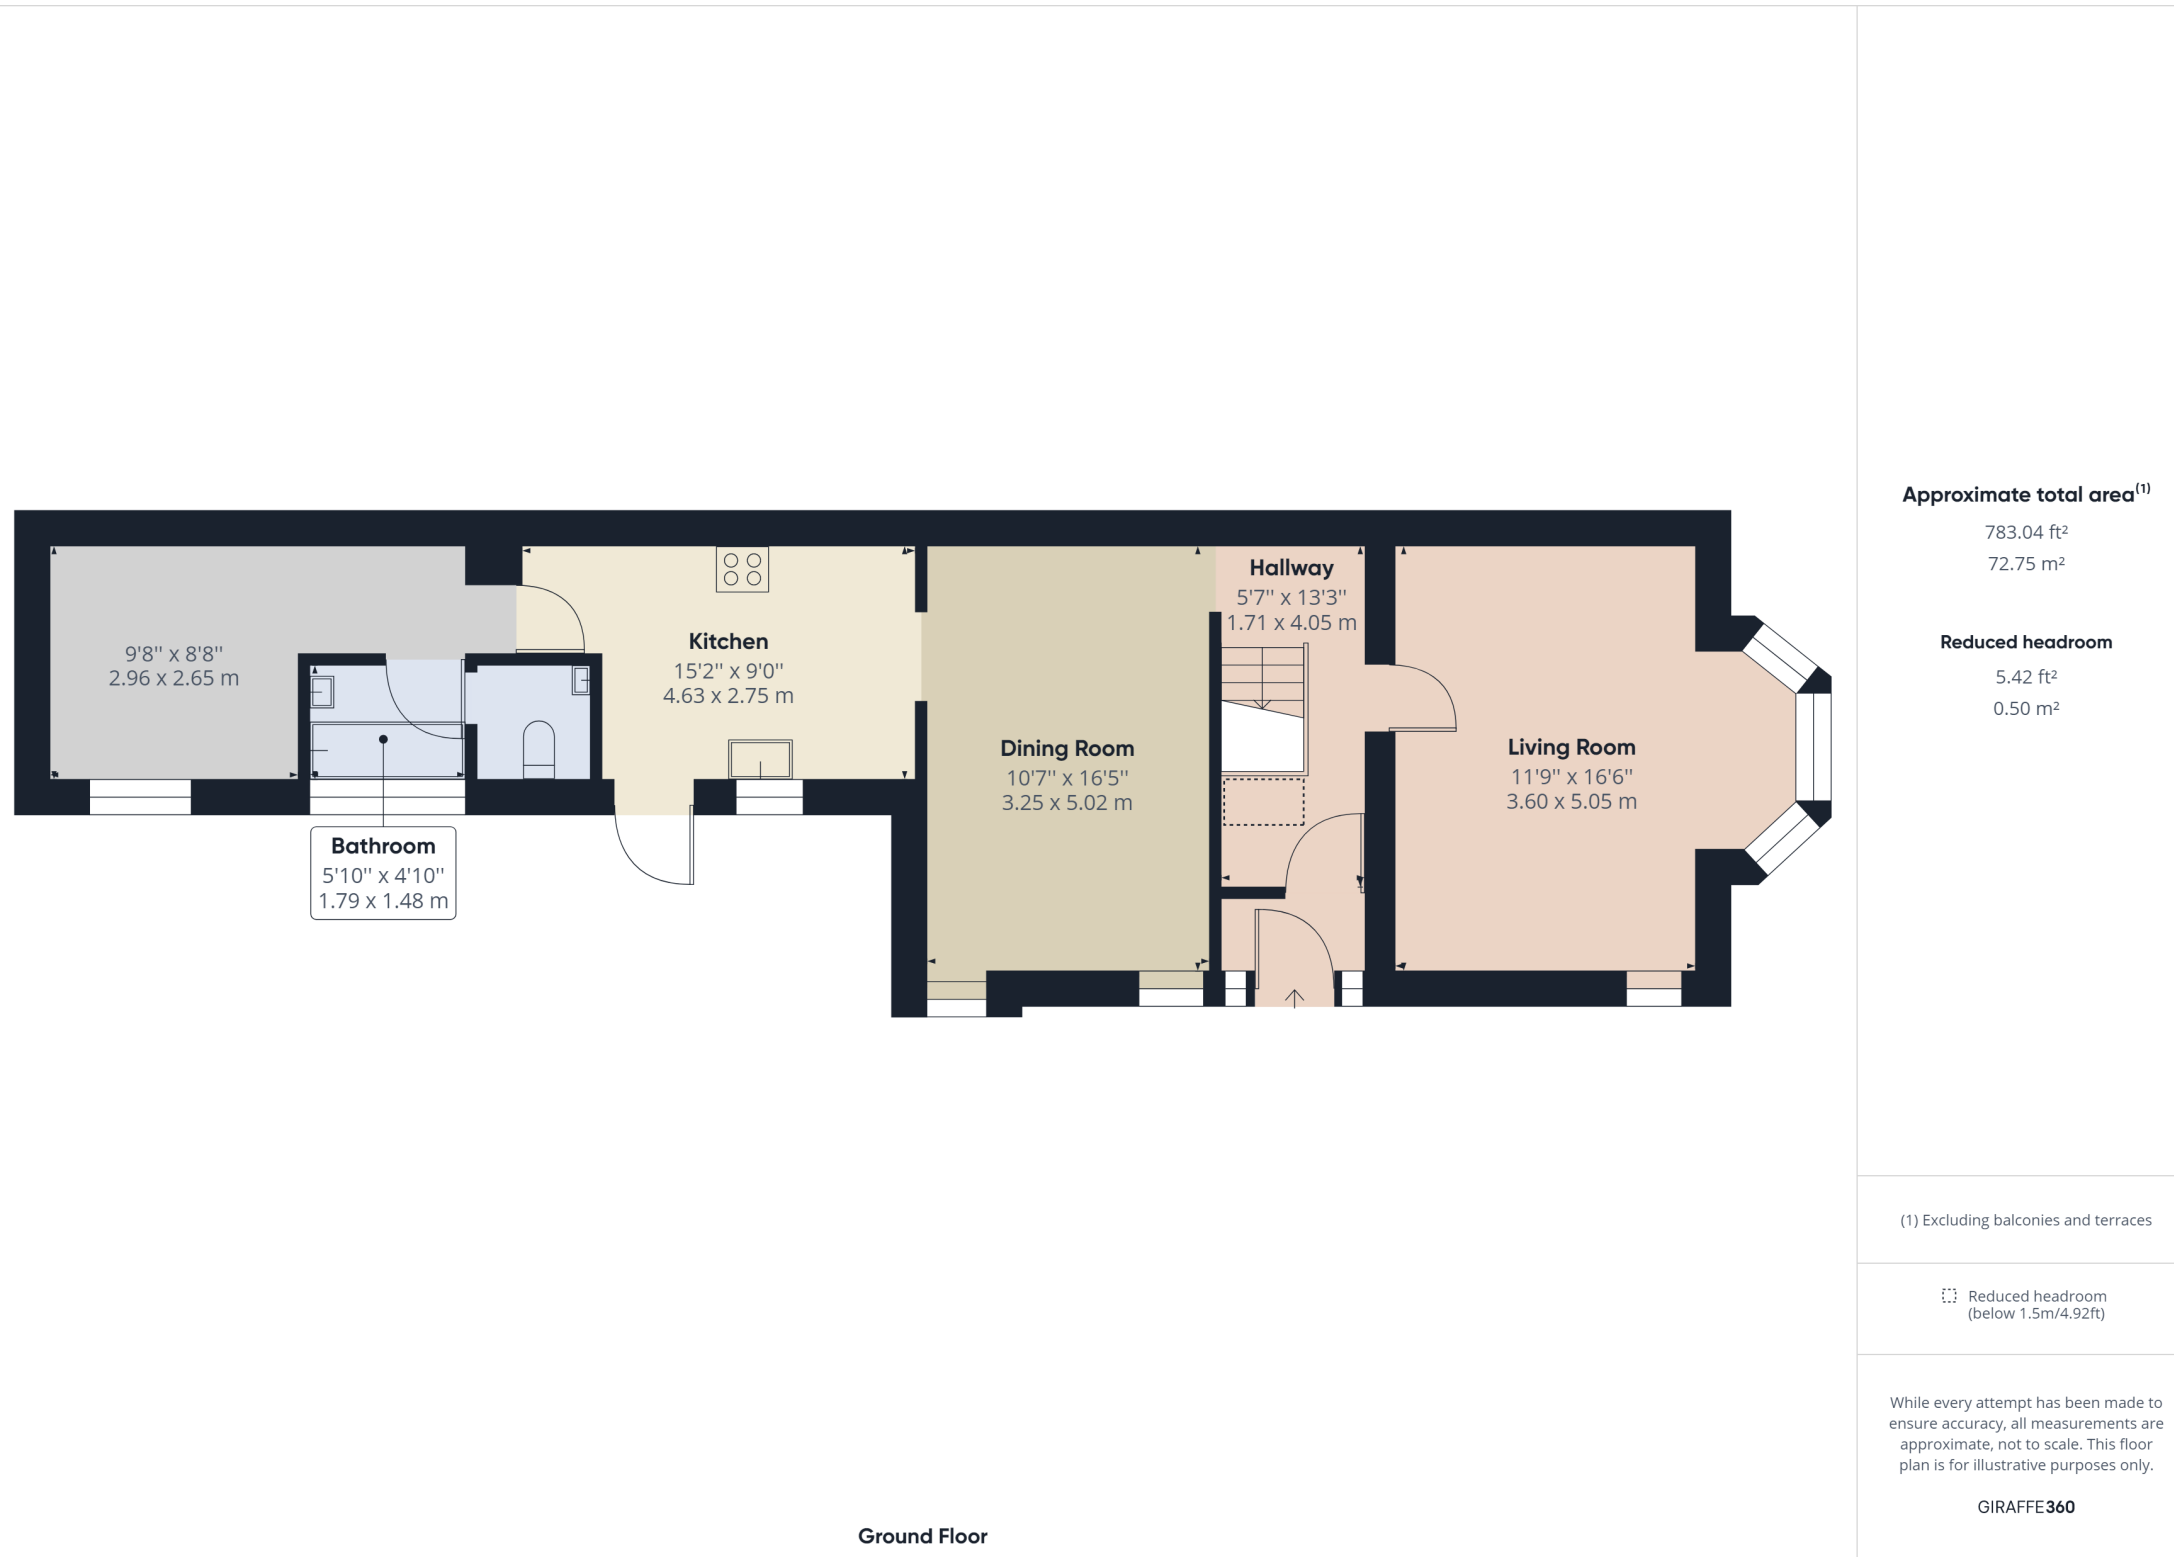 9'8'' x 8'8''
2.96 x 2.65 m
Bathroom
5'10'' x 4'10''
1.79 x 1.48 m
Kitchen
15'2'' x 9'0''
4.63 x 2.75 m
Dining Room
10'7'' x 16'5''
3.25 x 5.02 m
Hallway
5'7'' x 13'3''
1.71 x 4.05 m
Living Room
11'9'' x 16'6''
3.60 x 5.05 m
Ground Floor
Approximate total area(1)
783.04 ft²
72.75 m²
Reduced headroom
5.42 ft²
0.50 m²
(1) Excluding balconies and terraces
Reduced headroom
(below 1.5m/4.92ft)
While every attempt has been made to
ensure accuracy, all measurements are
approximate, not to scale. This floor
plan is for illustrative purposes only.
GIRAFFE360